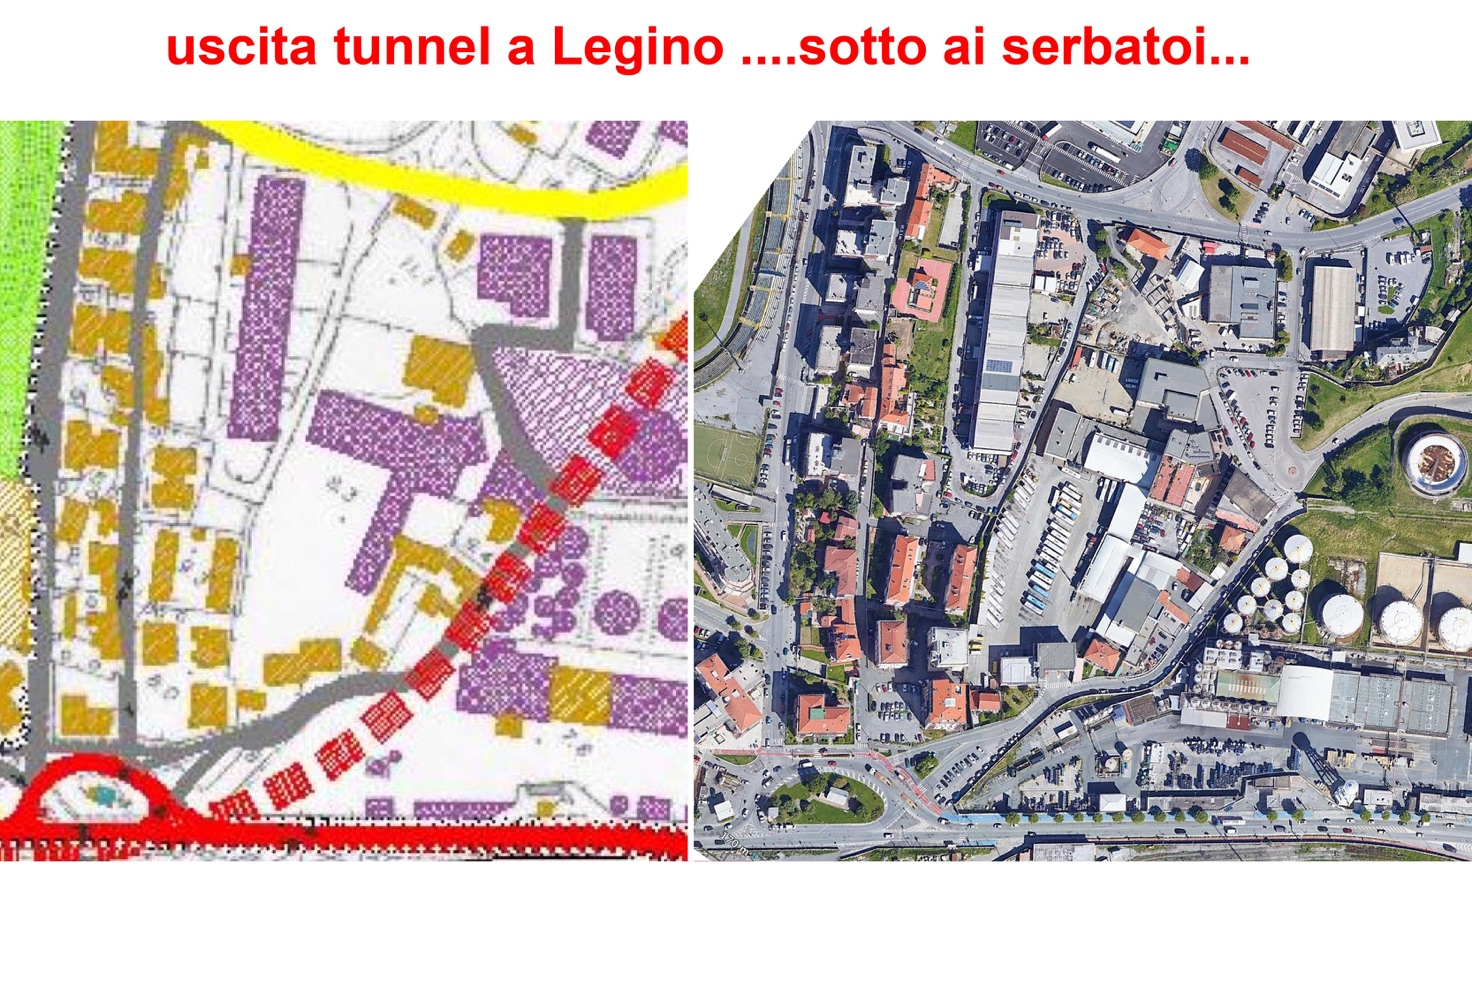 uscita tunnel a Legino ....sotto ai serbatoi...